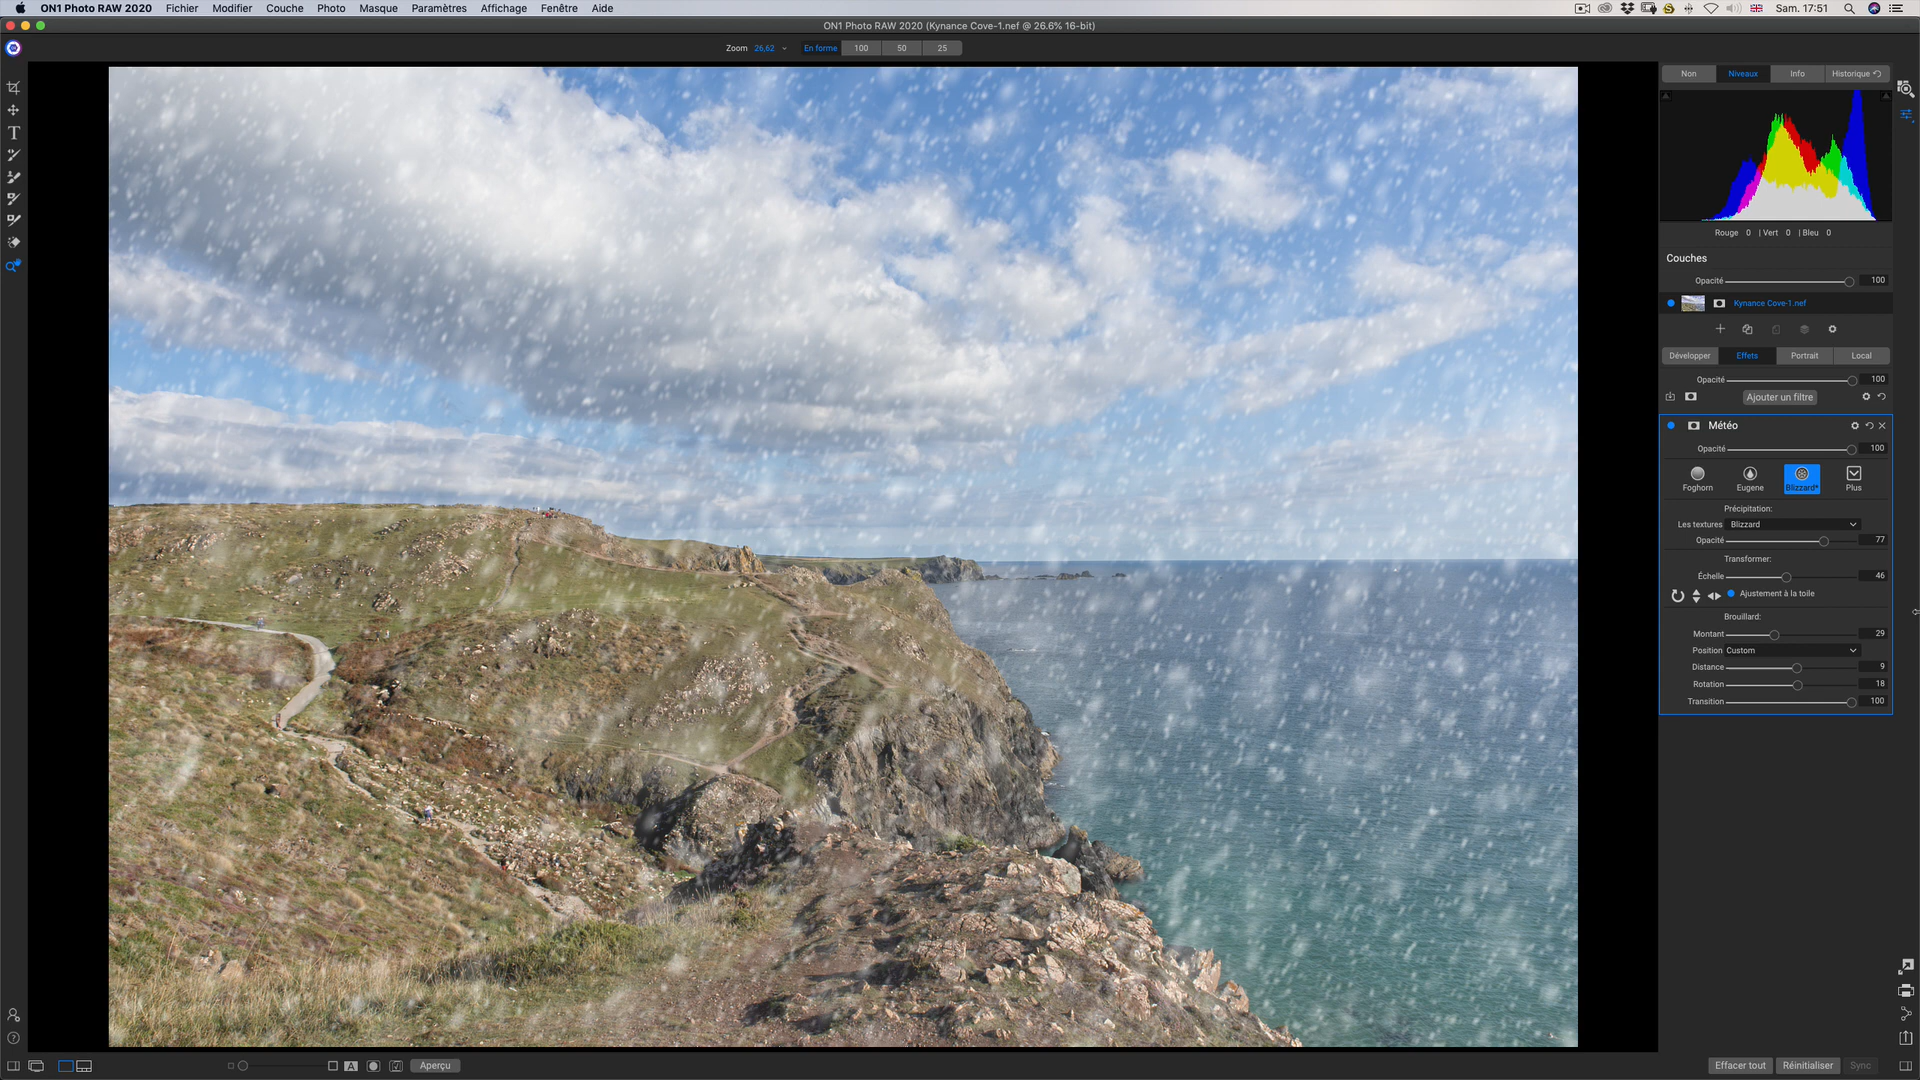 ON1 Photo RAW 2020 Fichier Modifier Couche Photo Masque Paramètres Affichage Fenêtre Aide Sam. 17:51
ON1 Photo RAW 2020 (Kynance Cove-1.nef @ 26.6% 16-bit)
Zoom 26,62 En forme 100 50 25
Non Niveaux Info Historique
Rouge 0 | Vert 0 | Bleu 0
Couches
Opacité 100
Kynance Cove-1.nef
Développer Effets Portrait Local
Opacité 100
Ajouter un filtre
Météo
Opacité 100
Foghorn Eugene Blizzard* Plus
Précipitation:
Les textures Blizzard
Opacité 77
Transformer:
Échelle 46
Ajustement à la toile
Brouillard:
Montant 29
Position Custom
Distance 9
Rotation 18
Transition 100
A Aperçu Effacer tout Réinitialiser Sync